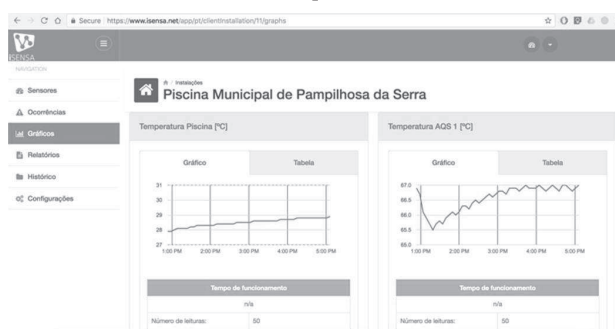 Secure https://www.isensa.net/app/pt/clientInstallation/11/graphs
ISENSA
NAVIGATION
Sensores
Ocorrências
Gráficos
Relatórios
Histórico
Configurações
/ Instalações
Piscina Municipal de Pampilhosa da Serra
Temperatura Piscina [ºC]
Gráfico Tabela
31
30
29
28
27
1:00 PM 2:00 PM 3:00 PM 4:00 PM 5:00 PM
Tempo de funcionamento
n/a
Número de leituras: 50
Temperatura AQS 1 [ºC]
Gráfico Tabela
67.0
66.5
66.0
65.5
65.0
1:00 PM 2:00 PM 3:00 PM 4:00 PM 5:00 PM
Tempo de funcionamento
n/a
Número de leituras: 50